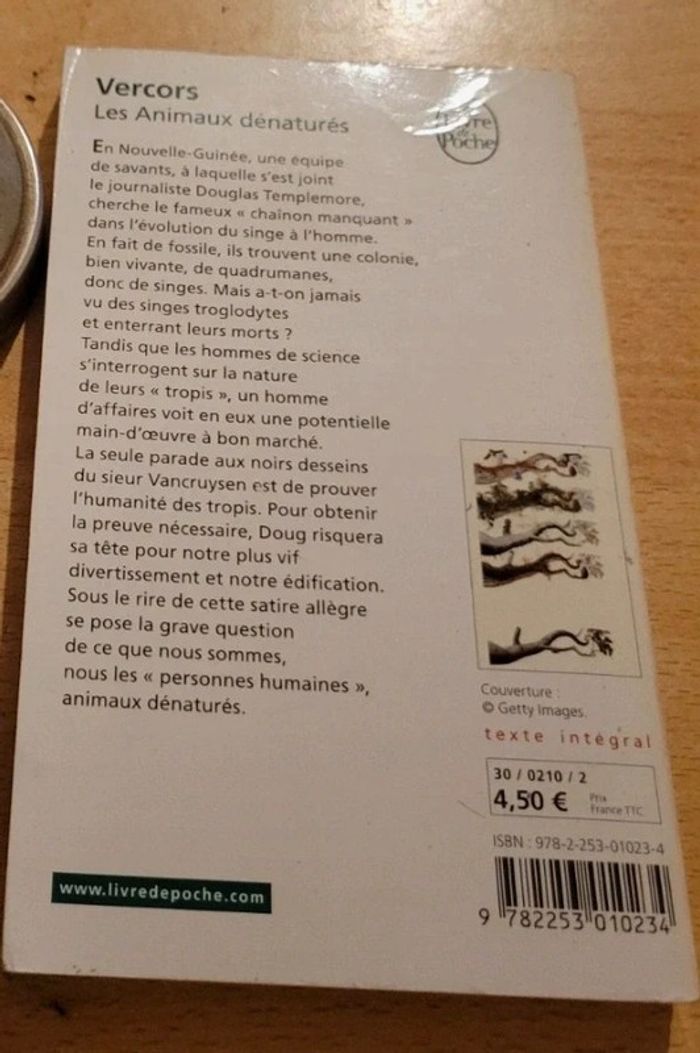 Vercors
Les Animaux dénaturés
Livre
de
Poche
En Nouvelle-Guinée, une équipe
de savants, à laquelle s'est joint
le journaliste Douglas Templemore,
cherche le fameux « chaînon manquant »
dans l'évolution du singe à l'homme.
En fait de fossile, ils trouvent une colonie,
bien vivante, de quadrumanes,
donc de singes. Mais a-t-on jamais
vu des singes troglodytes
et enterrant leurs morts ?
Tandis que les hommes de science
s'interrogent sur la nature
de leurs « tropis », un homme
d'affaires voit en eux une potentielle
main-d'œuvre à bon marché.
La seule parade aux noirs desseins
du sieur Vancruysen est de prouver
l'humanité des tropis. Pour obtenir
la preuve nécessaire, Doug risquera
sa tête pour notre plus vif
divertissement et notre édification.
Sous le rire de cette satire allègre
se pose la grave question
de ce que nous sommes,
nous les « personnes humaines »,
animaux dénaturés.
Couverture :
© Getty Images.
texte intégral
30 / 0210 / 2
4,50 € Prix
France TTC
ISBN : 978-2-253-01023-4
www.livredepoche.com
9 782253 010234